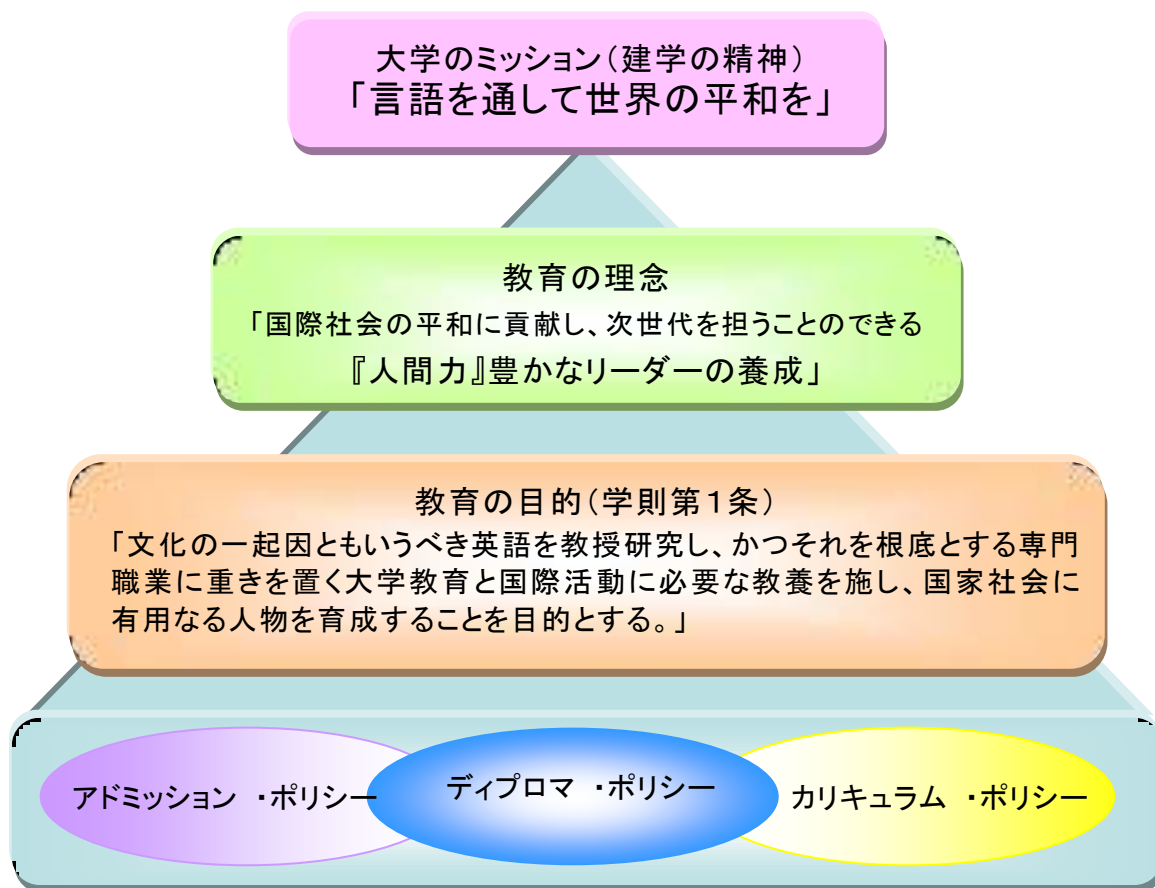 大学のミッション(建学の精神)
「言語を通して世界の平和を」
教育の理念
「国際社会の平和に貢献し、次世代を担うことのできる
『人間力』豊かなリーダーの養成」
教育の目的(学則第1条)
「文化の一起因ともいうべき英語を教授研究し、かつそれを根底とする専門
職業に重きを置く大学教育と国際活動に必要な教養を施し、国家社会に
有用なる人物を育成することを目的とする。」
アドミッション ・ポリシー
ディプロマ ・ポリシー
カリキュラム ・ポリシー